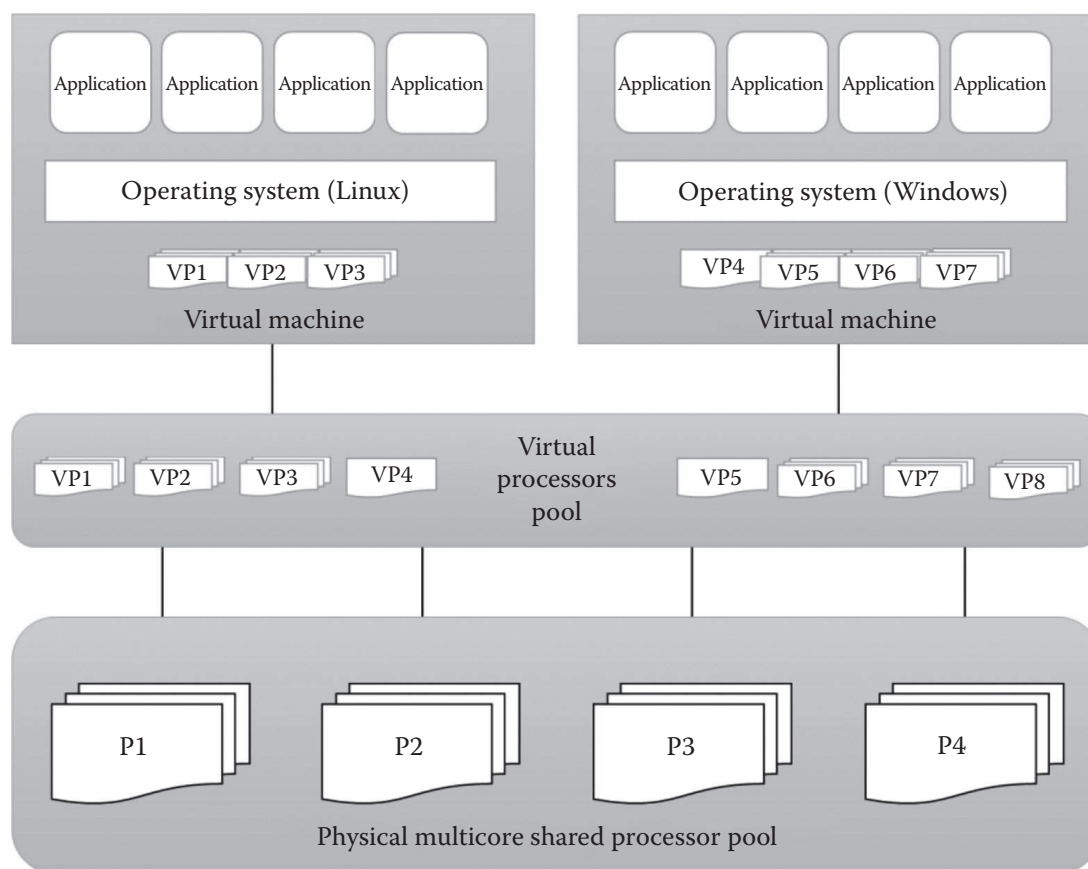 Application Application Application Application
Operating system (Linux)
VP1 VP2 VP3
Virtual machine
Application Application Application Application
Operating system (Windows)
VP4 VP5 VP6 VP7
Virtual machine
VP1 VP2 VP3 VP4
Virtual
processors
pool
VP5 VP6 VP7 VP8
P1 P2 P3 P4
Physical multicore shared processor pool